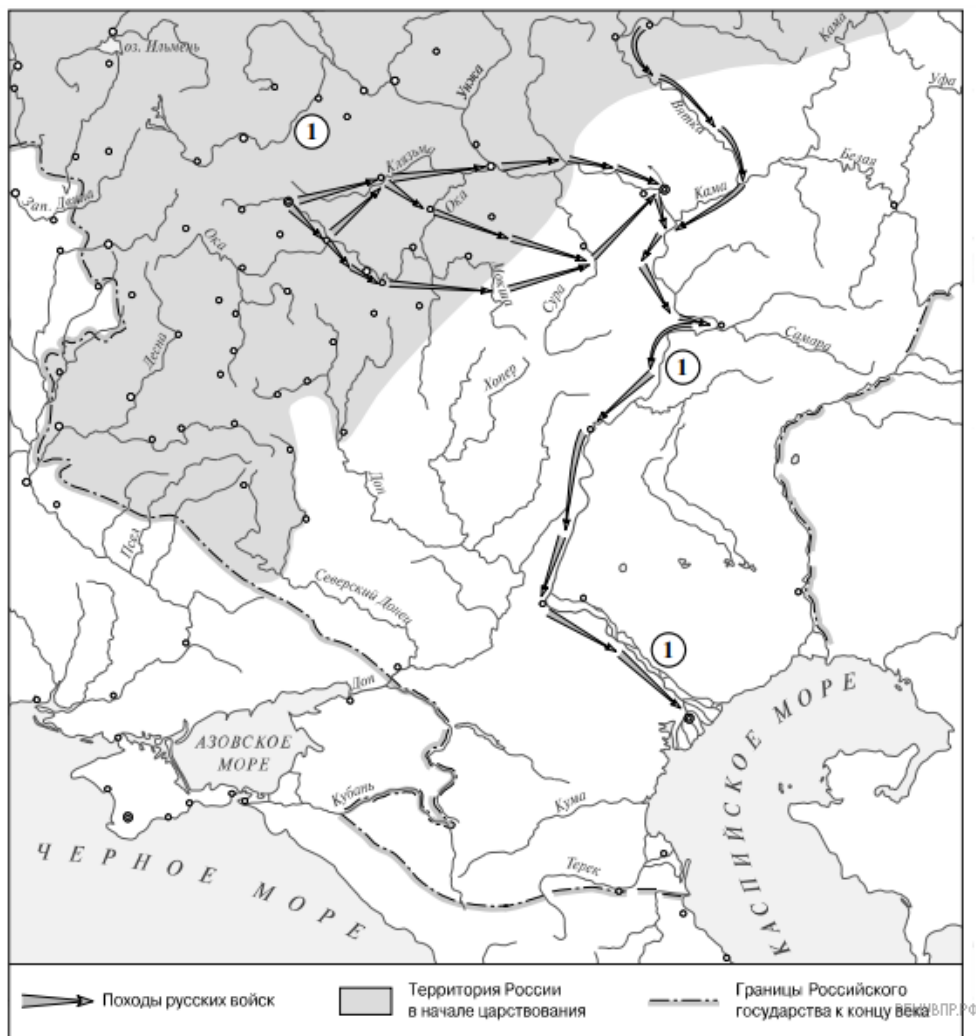 оз. Ильмень
Кама
Унжа
Уфа
1
Вятка
Клязьма
Белая
Зап. Двина
Ока
Кама
Ока
Мокша
Сура
Самара
Десна
1
Хопер
Дон
Псел
Северский Донец
1
Дон
АЗОВСКОЕ
МОРЕ
КАСПИЙСКОЕ МОРЕ
Кубань
Кума
ЧЕРНОЕ МОРЕ
Терек
Походы русских войск
Территория России
в начале царствования
Границы Российского
государства к концу века